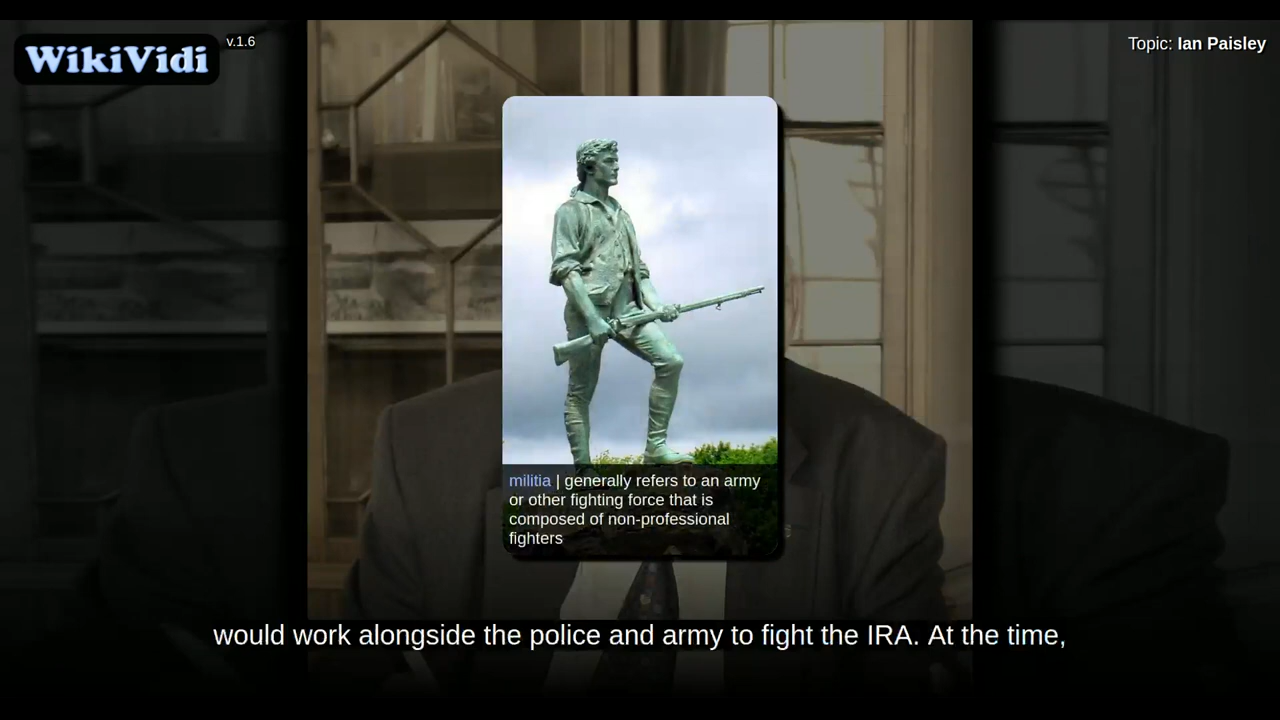 WikiVidi
v.1.6
Topic: Ian Paisley
militia | generally refers to an army
or other fighting force that is
composed of non-professional
fighters
would work alongside the police and army to fight the IRA. At the time,